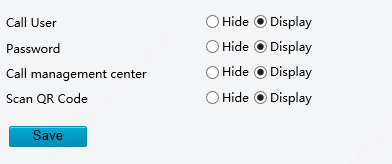 Call User Hide Display
Password Hide Display
Call management center Hide Display
Scan QR Code Hide Display
Save